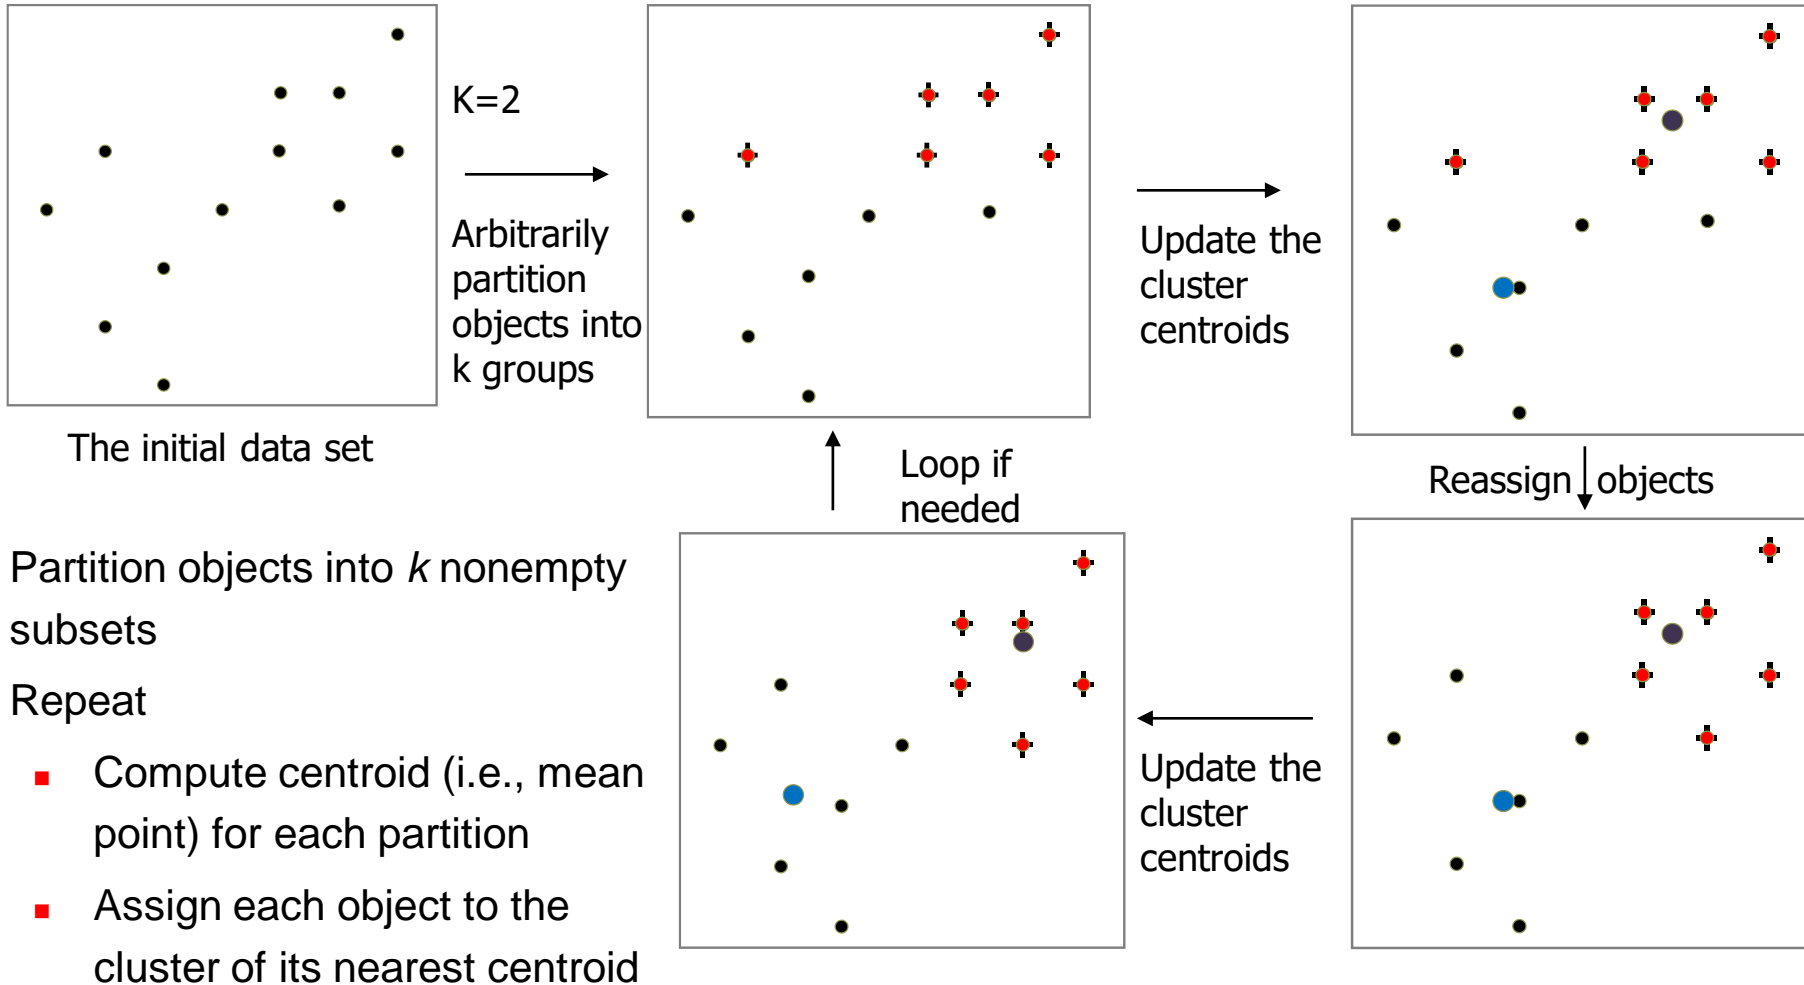 K=2
Arbitrarily
partition
objects into
k groups
Update the
cluster
centroids
The initial data set
Loop if
needed
Reassign objects
Partition objects into k nonempty
subsets
Repeat
Compute centroid (i.e., mean
point) for each partition
Assign each object to the
cluster of its nearest centroid
Update the
cluster
centroids